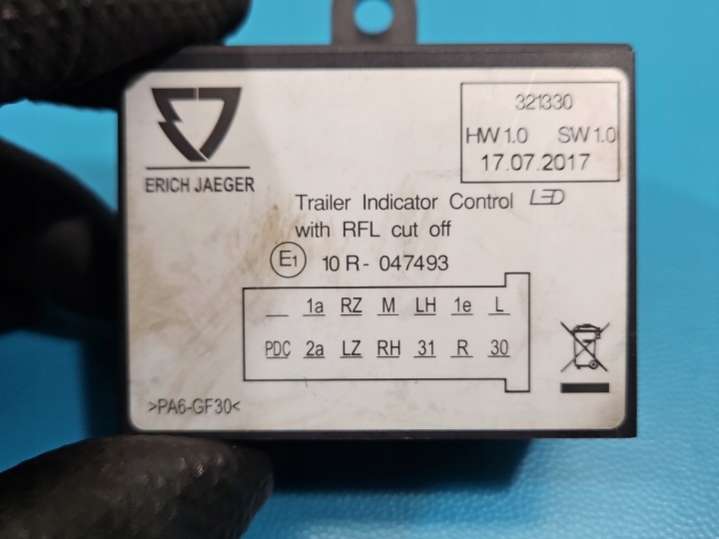 ERICH JAEGER
321330
HW 1.0 SW 1.0
17.07.2017
Trailer Indicator Control LED
with RFL cut off
E1 10 R - 047493
1a RZ M LH 1e L
PDC 2a LZ RH 31 R 30
>PA6-GF30<